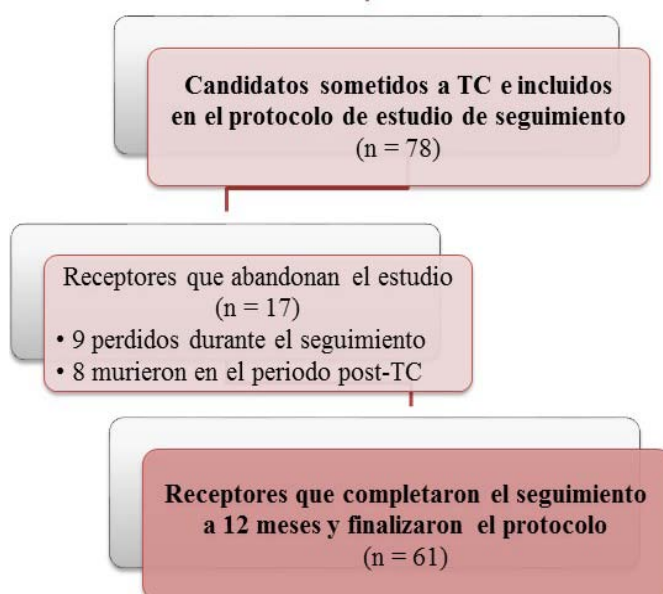 Candidatos sometidos a TC e incluidos
en el protocolo de estudio de seguimiento
(n = 78)
Receptores que abandonan el estudio
(n = 17)
• 9 perdidos durante el seguimiento
• 8 murieron en el periodo post-TC
Receptores que completaron el seguimiento
a 12 meses y finalizaron el protocolo
(n = 61)